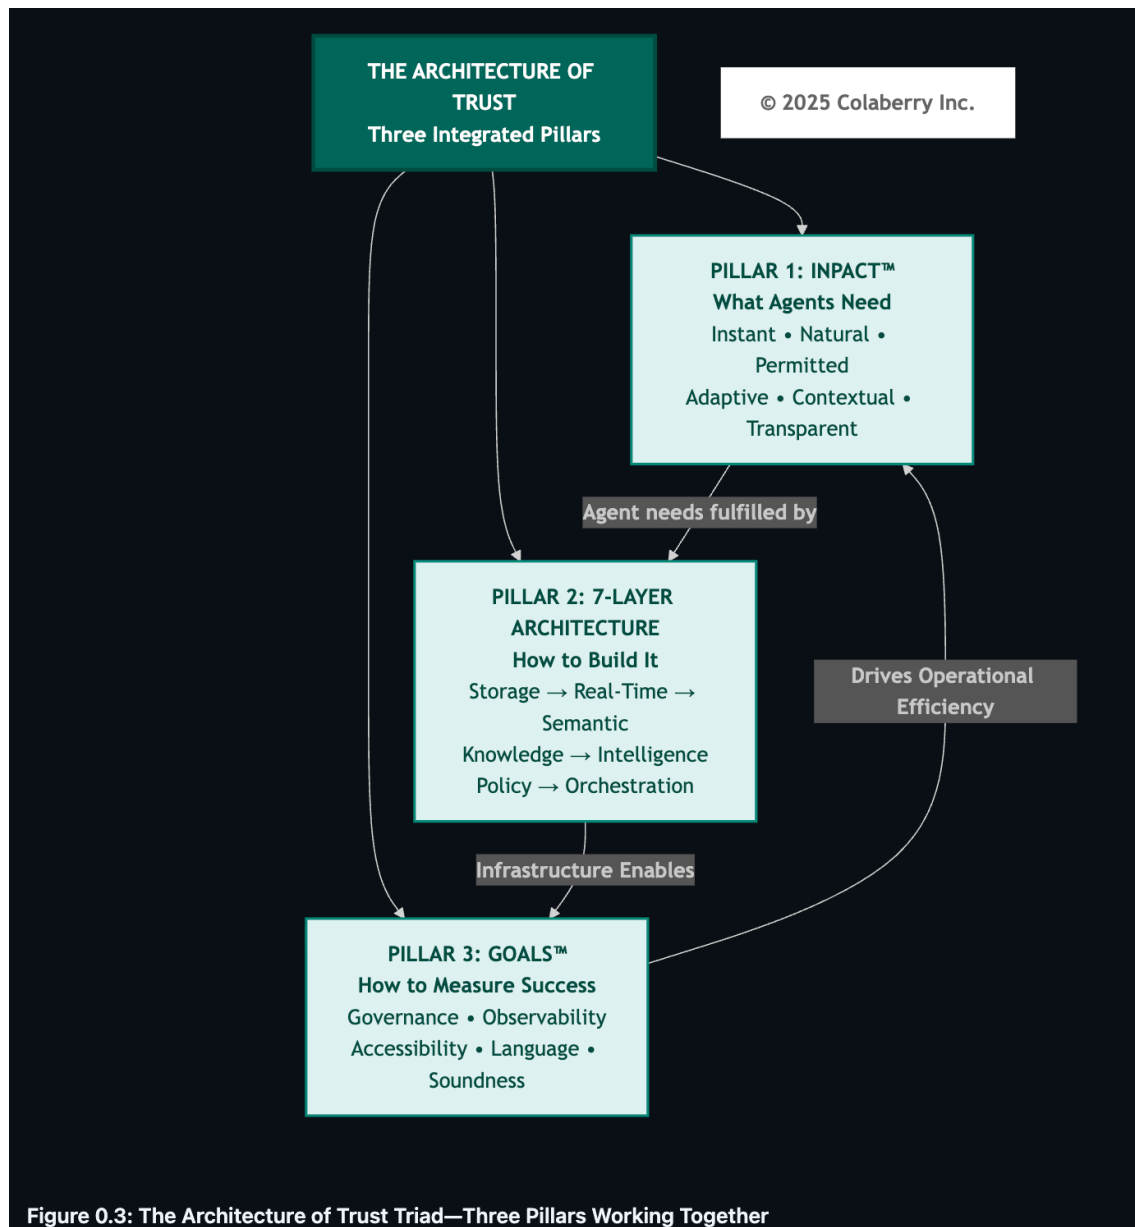 THE ARCHITECTURE OF
TRUST
Three Integrated Pillars
© 2025 Colaberry Inc.
PILLAR 1: INPACT™
What Agents Need
Instant • Natural •
Permitted
Adaptive • Contextual •
Transparent
Agent needs fulfilled by
PILLAR 2: 7-LAYER
ARCHITECTURE
How to Build It
Storage → Real-Time →
Semantic
Knowledge → Intelligence
Policy → Orchestration
Drives Operational
Efficiency
Infrastructure Enables
PILLAR 3: GOALS™
How to Measure Success
Governance • Observability
Accessibility • Language •
Soundness
Figure 0.3: The Architecture of Trust Triad—Three Pillars Working Together